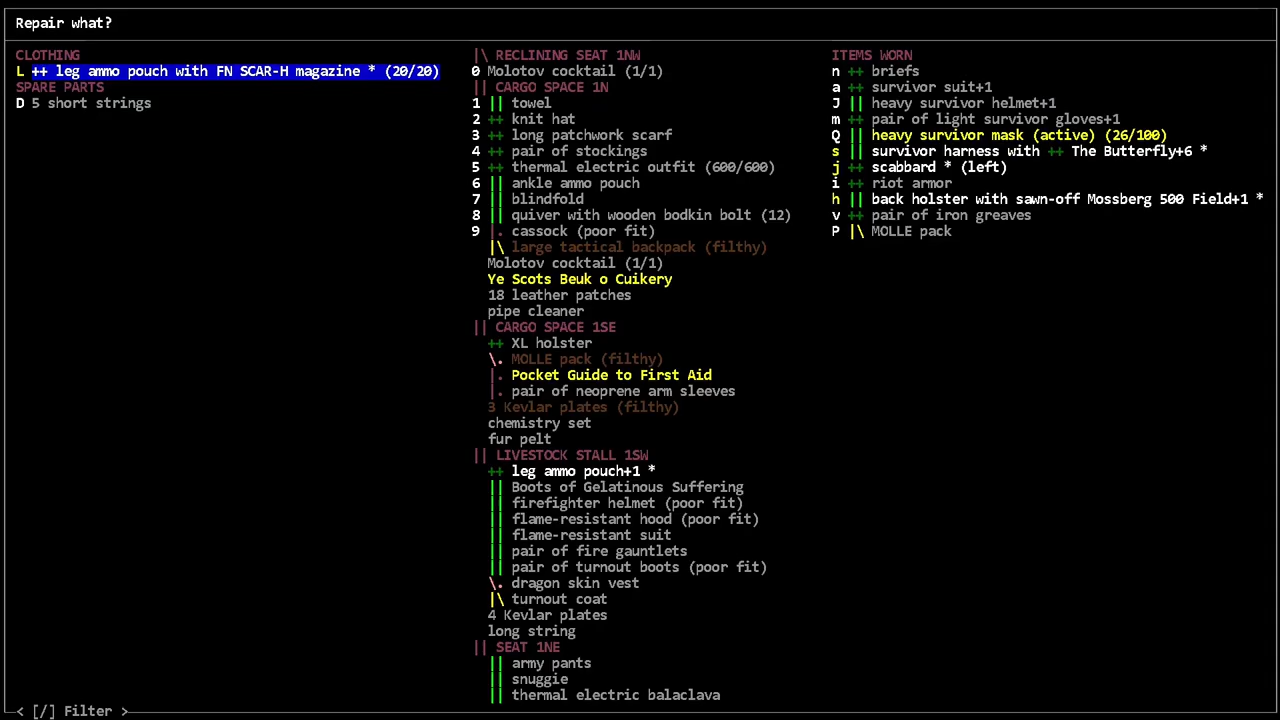 Repair what?
CLOTHING
L ++ leg ammo pouch with FN SCAR-H magazine * (20/20)
SPARE PARTS
D 5 short strings
|\ RECLINING SEAT 1NW
0 Molotov cocktail (1/1)
|| CARGO SPACE 1N
1 || towel
2 ++ knit hat
3 ++ long patchwork scarf
4 ++ pair of stockings
5 ++ thermal electric outfit (600/600)
6 || ankle ammo pouch
7 || blindfold
8 || quiver with wooden bodkin bolt (12)
9 |. cassock (poor fit)
|\ large tactical backpack (filthy)
Molotov cocktail (1/1)
Ye Scots Beuk o Cuikery
18 leather patches
pipe cleaner
|| CARGO SPACE 1SE
++ XL holster
\. MOLLE pack (filthy)
|. Pocket Guide to First Aid
|. pair of neoprene arm sleeves
3 Kevlar plates (filthy)
chemistry set
fur pelt
|| LIVESTOCK STALL 1SW
++ leg ammo pouch+1 *
|| Boots of Gelatinous Suffering
|| firefighter helmet (poor fit)
|| flame-resistant hood (poor fit)
|| flame-resistant suit
|| pair of fire gauntlets
|| pair of turnout boots (poor fit)
\. dragon skin vest
|\ turnout coat
4 Kevlar plates
long string
|| SEAT 1NE
|| army pants
|| snuggie
|| thermal electric balaclava
ITEMS WORN
n ++ briefs
a ++ survivor suit+1
J || heavy survivor helmet+1
m ++ pair of light survivor gloves+1
Q || heavy survivor mask (active) (26/100)
s || survivor harness with ++ The Butterfly+6 *
j ++ scabbard * (left)
i ++ riot armor
h || back holster with sawn-off Mossberg 500 Field+1 *
v ++ pair of iron greaves
P |\ MOLLE pack
< [/] Filter >